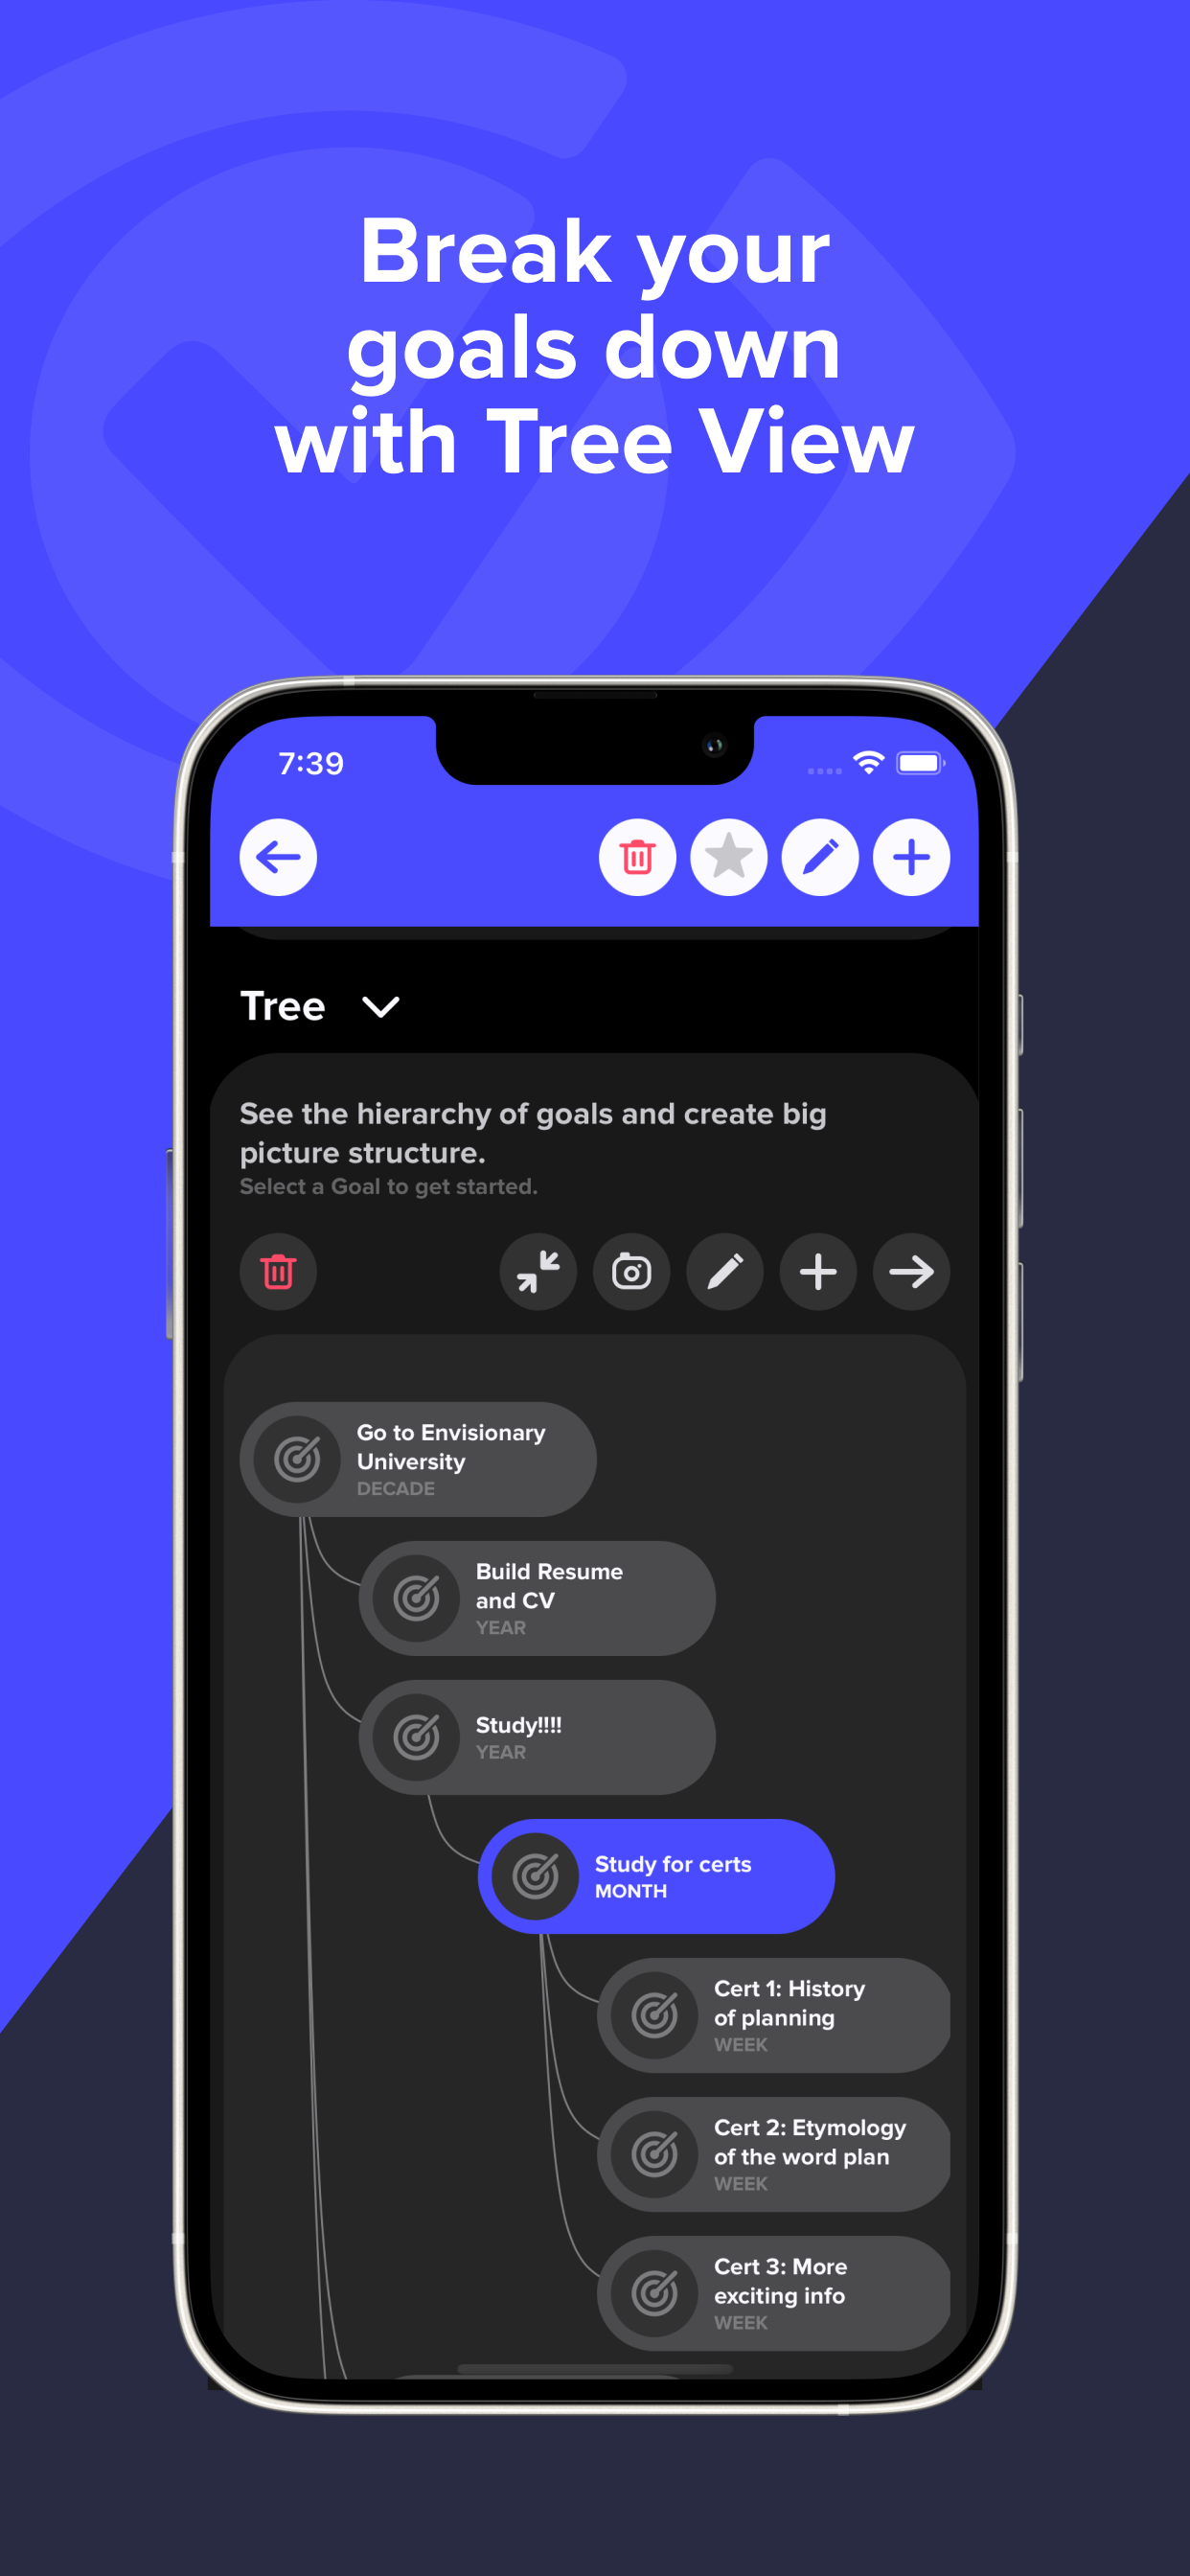 Break your
goals down
with Tree View
7:39
Tree
See the hierarchy of goals and create big
picture structure.
Select a Goal to get started.
Go to Envisionary
University
DECADE
Build Resume
and CV
YEAR
Study!!!!
YEAR
Study for certs
MONTH
Cert 1: History
of planning
WEEK
Cert 2: Etymology
of the word plan
WEEK
Cert 3: More
exciting info
WEEK